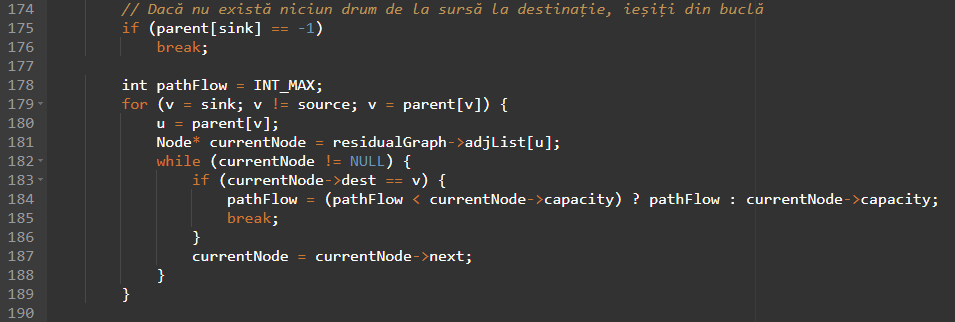 174 // Dacă nu există niciun drum de la sursă la destinație, ieșiți din buclă
175 if (parent[sink] == -1)
176 break;
177
178 int pathFlow = INT_MAX;
179 for (v = sink; v != source; v = parent[v]) {
180 u = parent[v];
181 Node* currentNode = residualGraph->adjList[u];
182 while (currentNode != NULL) {
183 if (currentNode->dest == v) {
184 pathFlow = (pathFlow < currentNode->capacity) ? pathFlow : currentNode->capacity;
185 break;
186 }
187 currentNode = currentNode->next;
188 }
189 }
190